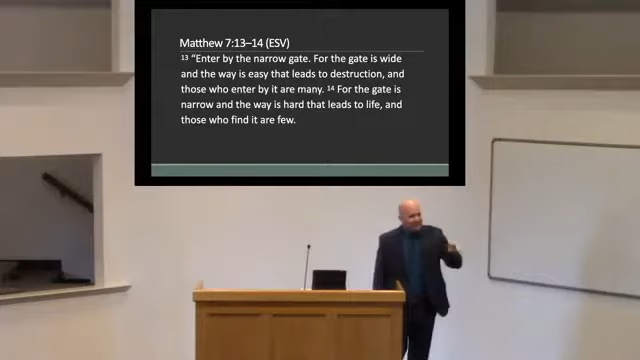 Matthew 7:13–14 (ESV)
13 “Enter by the narrow gate. For the gate is wide
and the way is easy that leads to destruction, and
those who enter by it are many. 14 For the gate is
narrow and the way is hard that leads to life, and
those who find it are few.